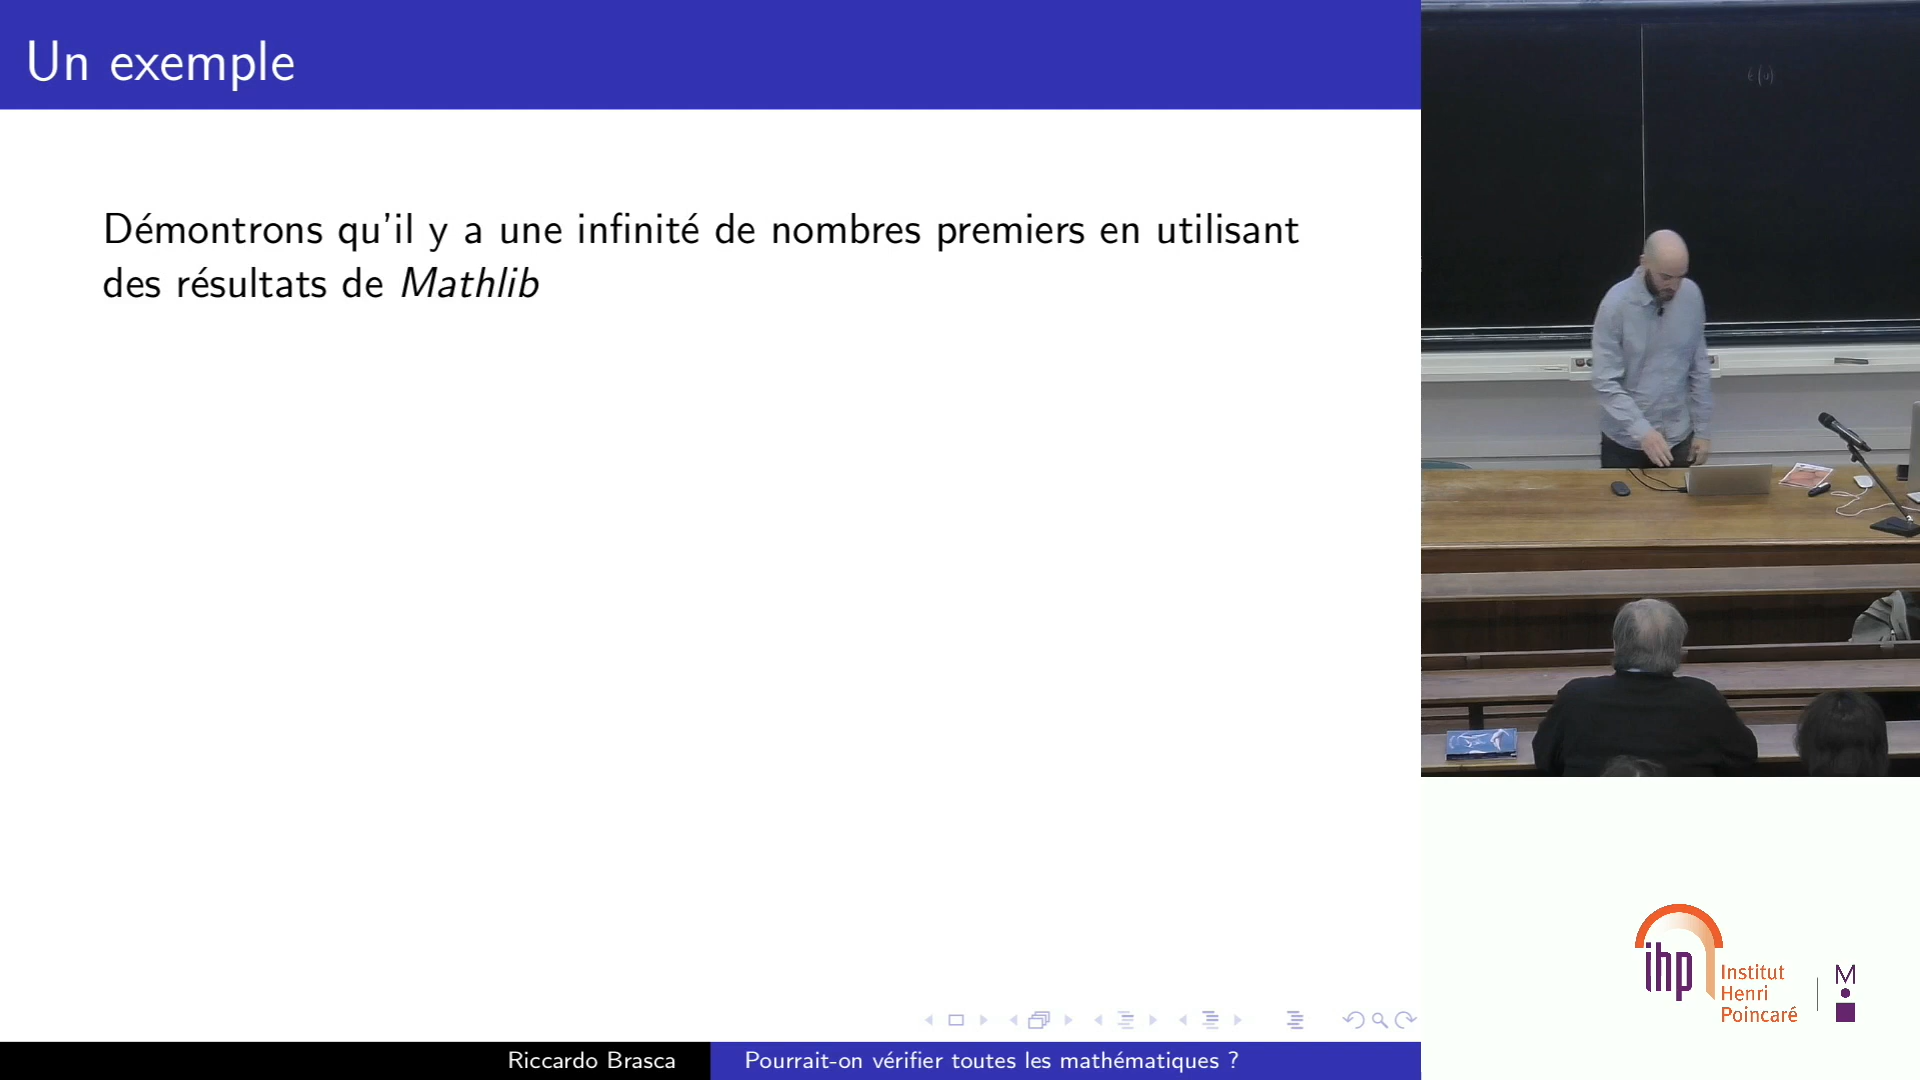 Un exemple
Démontrons qu'il y a une infinité de nombres premiers en utilisant
des résultats de Mathlib
Riccardo Brasca
Pourrait-on vérifier toutes les mathématiques ?
ihp
Institut
Henri
Poincaré
M